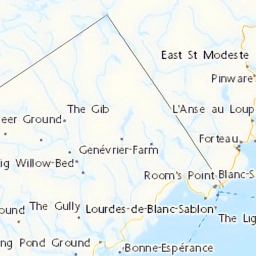 East St Modeste
Pinware
The Gib
L'Anse au Loup
eer Ground
Forteau
Genévrier-Farm
ig Willow-Bed
Room's Point
Blanc-S
The Gully
Lourdes-de-Blanc-Sablon
ound
The Lig
ng Pond Ground
Bonne-Espérance